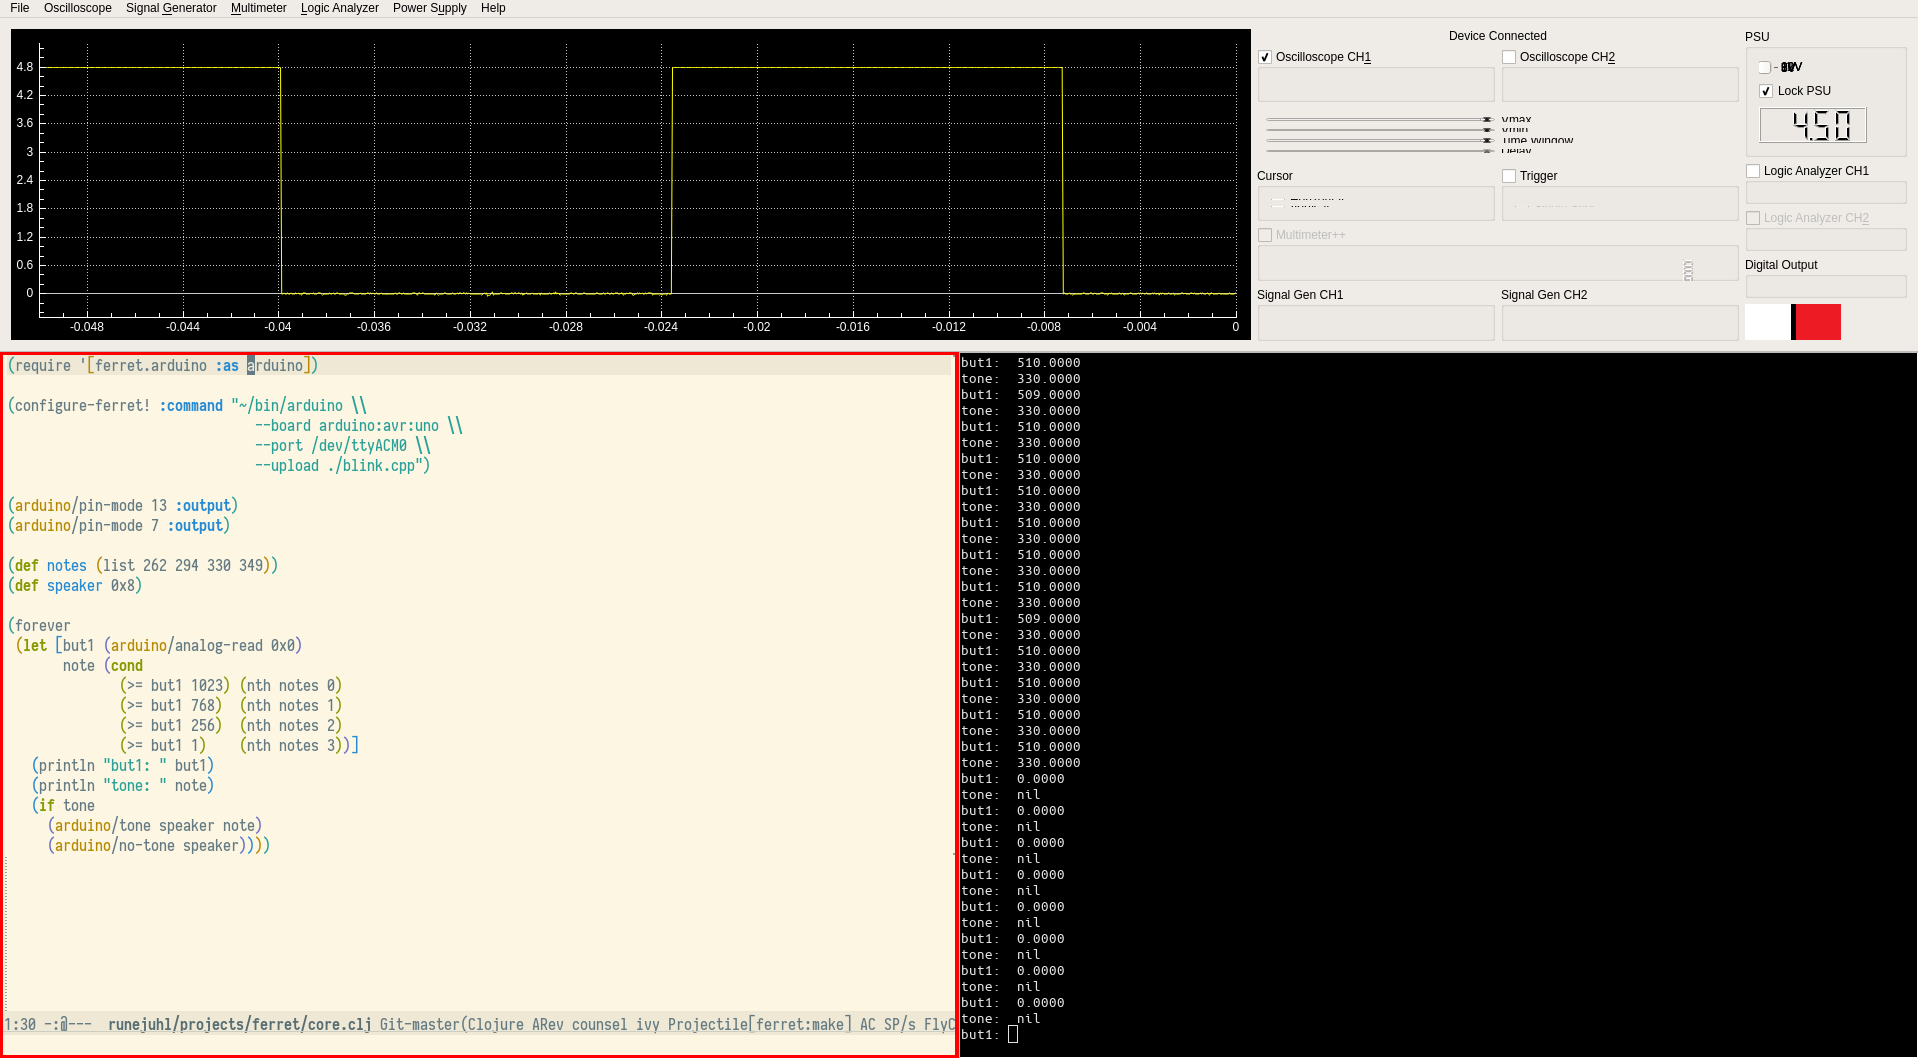 File Oscilloscope Signal Generator Multimeter Logic Analyzer Power Supply Help
4.8
4.2
3.6
3
2.4
1.8
1.2
0.6
0
-0.048 -0.044 -0.04 -0.036 -0.032 -0.028 -0.024 -0.02 -0.016 -0.012 -0.008 -0.004 0
Device Connected
Oscilloscope CH1
Oscilloscope CH2
Vmax
Vmin
Time Window
Delay
Cursor
Trigger
Multimeter++
Signal Gen CH1
Signal Gen CH2
PSU
Lock PSU
4.50
Logic Analyzer CH1
Logic Analyzer CH2
Digital Output
(require '[ferret.arduino :as arduino])
(configure-ferret! :command "~/bin/arduino \\
--board arduino:avr:uno \\
--port /dev/ttyACM0 \\
--upload ./blink.cpp")
(arduino/pin-mode 13 :output)
(arduino/pin-mode 7 :output)
(def notes (list 262 294 330 349))
(def speaker 0x8)
(forever
(let [but1 (arduino/analog-read 0x0)
note (cond
(>= but1 1023) (nth notes 0)
(>= but1 768) (nth notes 1)
(>= but1 256) (nth notes 2)
(>= but1 1) (nth notes 3))]
(println "but1: " but1)
(println "tone: " note)
(if tone
(arduino/tone speaker note)
(arduino/no-tone speaker))))
1:30 -:@--- runejuhl/projects/ferret/core.clj Git-master(Clojure ARev counsel ivy Projectile[ferret:make] AC SP/s FlyC
but1: 510.0000
tone: 330.0000
but1: 509.0000
tone: 330.0000
but1: 510.0000
tone: 330.0000
but1: 510.0000
tone: 330.0000
but1: 510.0000
tone: 330.0000
but1: 510.0000
tone: 330.0000
but1: 510.0000
tone: 330.0000
but1: 510.0000
tone: 330.0000
but1: 509.0000
tone: 330.0000
but1: 510.0000
tone: 330.0000
but1: 510.0000
tone: 330.0000
but1: 510.0000
tone: 330.0000
but1: 510.0000
tone: 330.0000
but1: 0.0000
tone: nil
but1: 0.0000
tone: nil
but1: 0.0000
tone: nil
but1: 0.0000
tone: nil
but1: 0.0000
tone: nil
but1: 0.0000
tone: nil
but1: 0.0000
tone: nil
but1: 0.0000
tone: nil
but1: